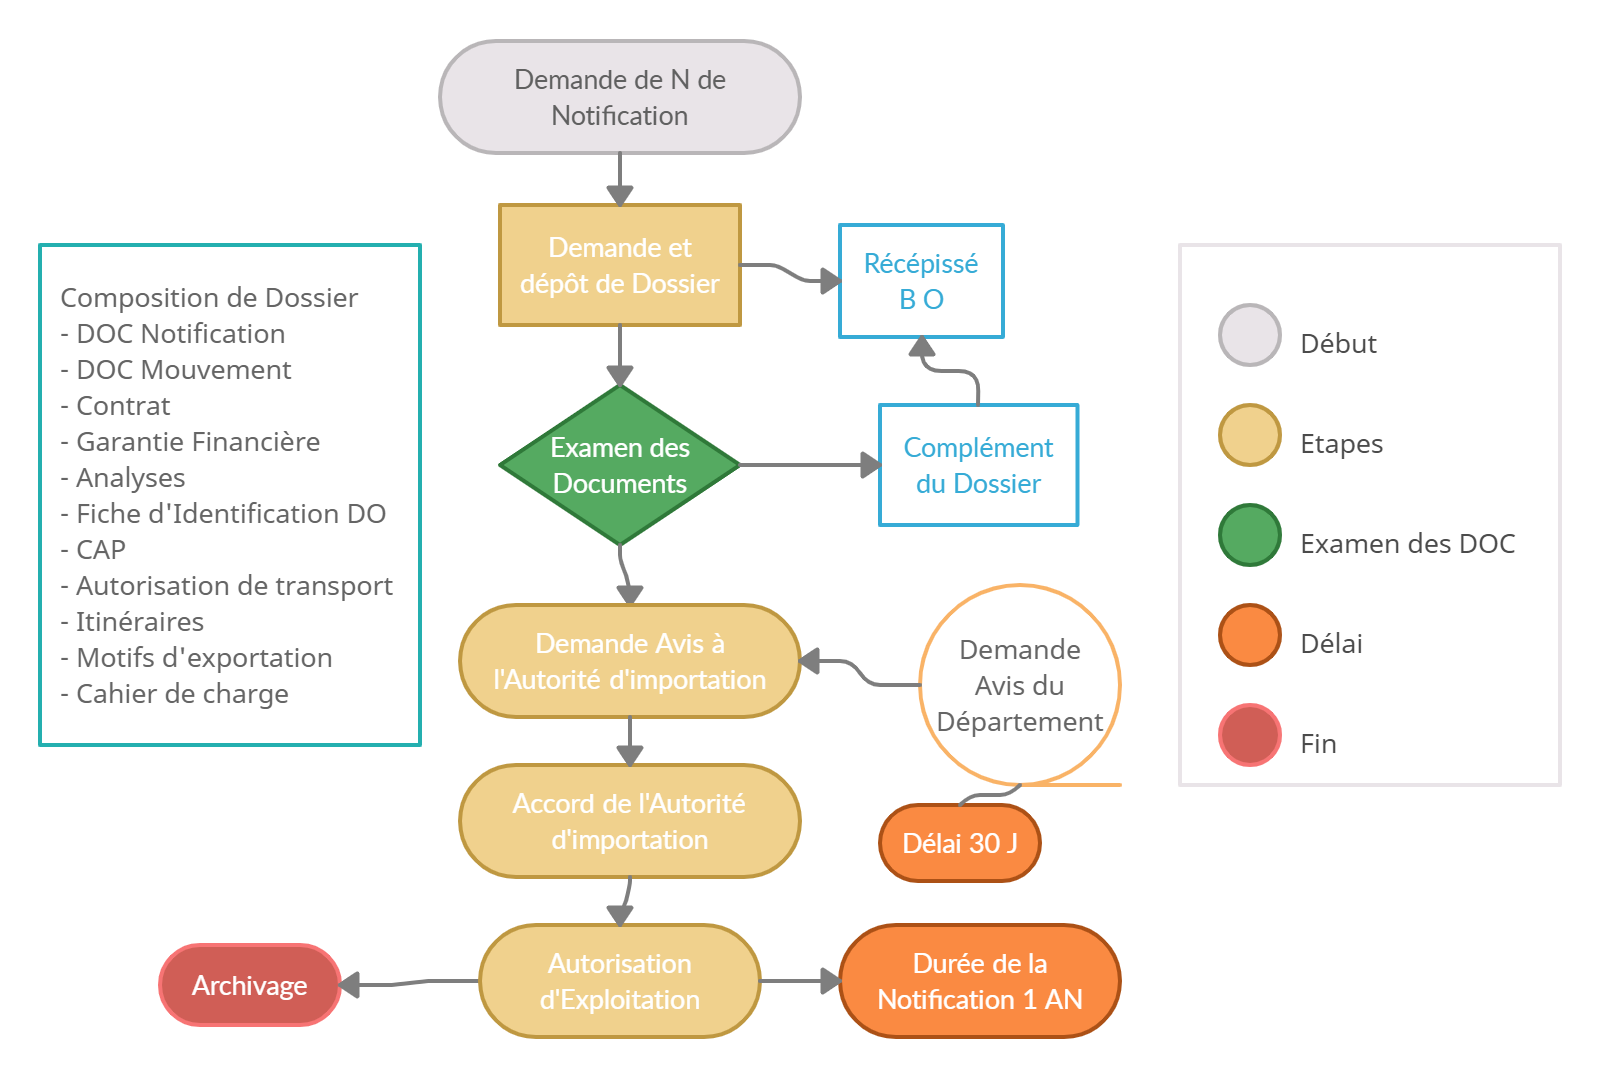 Demande de N de
Notification
Demande et
dépôt de Dossier
Récépissé
B O
Composition de Dossier
- DOC Notification
- DOC Mouvement
- Contrat
- Garantie Financière
- Analyses
- Fiche d'Identification DO
- CAP
- Autorisation de transport
- Itinéraires
- Motifs d'exportation
- Cahier de charge
Examen des
Documents
Complément
du Dossier
Demande Avis à
l'Autorité d'importation
Demande
Avis du
Département
Accord de l'Autorité
d'importation
Délai 30 J
Archivage
Autorisation
d'Exploitation
Durée de la
Notification 1 AN
Début
Etapes
Examen des DOC
Délai
Fin